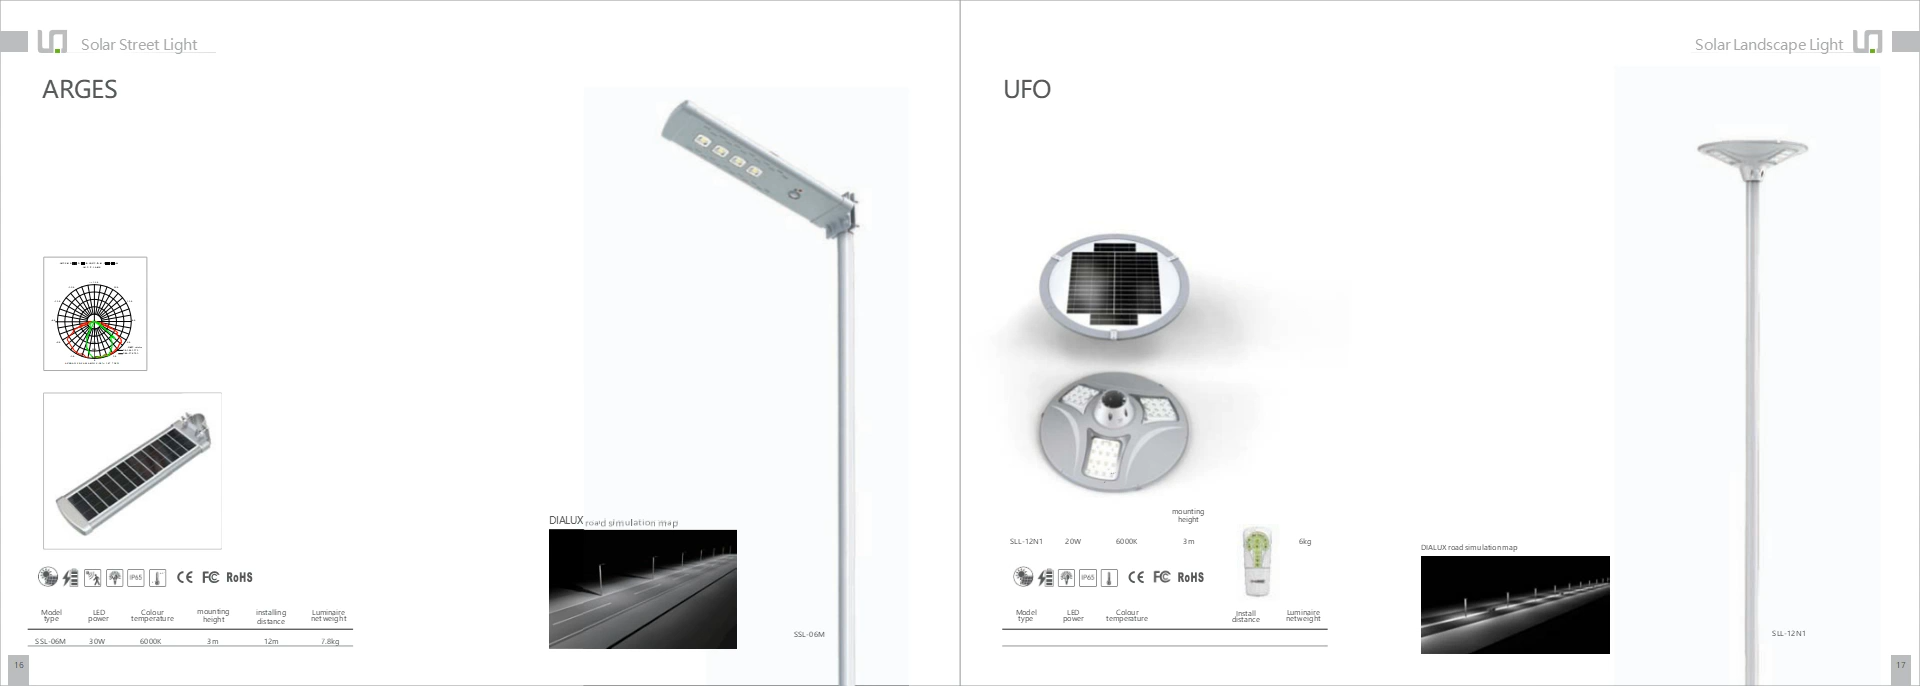 Solar Street Light
ARGES
DIALUX road simulation map
IP65
CE FC RoHS
Model type
LED power
Colour temperature
mounting height
installing distance
Luminaire net weight
SSL-06M 30W 6000K 3m 12m 7.8kg
SSL-06M
16
Solar Landscape Light
UFO
mounting height
SLL-12N1 20W 6000K 3m 6kg
IP65
CE FC RoHS
Model type
LED power
Colour temperature
Install distance
Luminaire net weight
DIALUX road simulation map
SLL-12N1
17